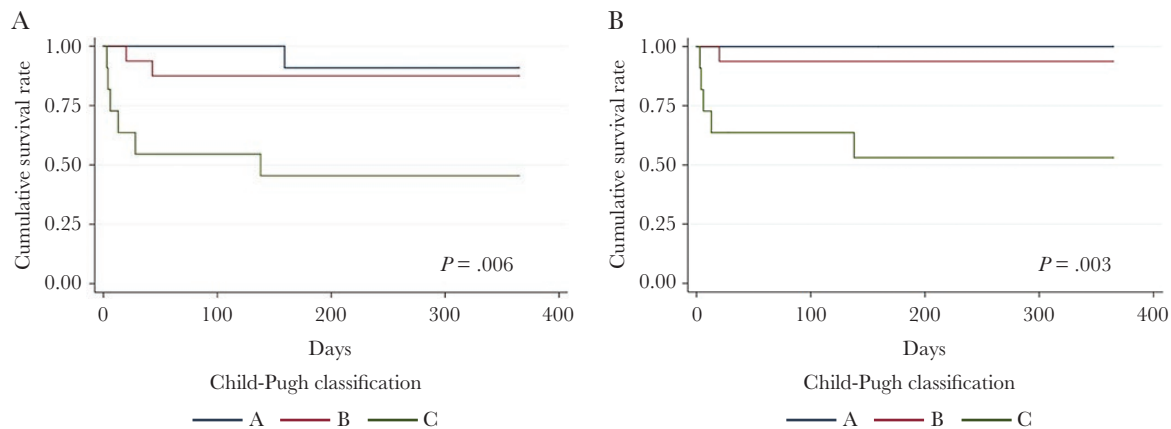 A
Cumulative survival rate
1.00
0.75
0.50
0.25
0.00
P = .006
0 100 200 300 400
Days
Child-Pugh classification
A B C
B
Cumulative survival rate
1.00
0.75
0.50
0.25
0.00
P = .003
0 100 200 300 400
Days
Child-Pugh classification
A B C